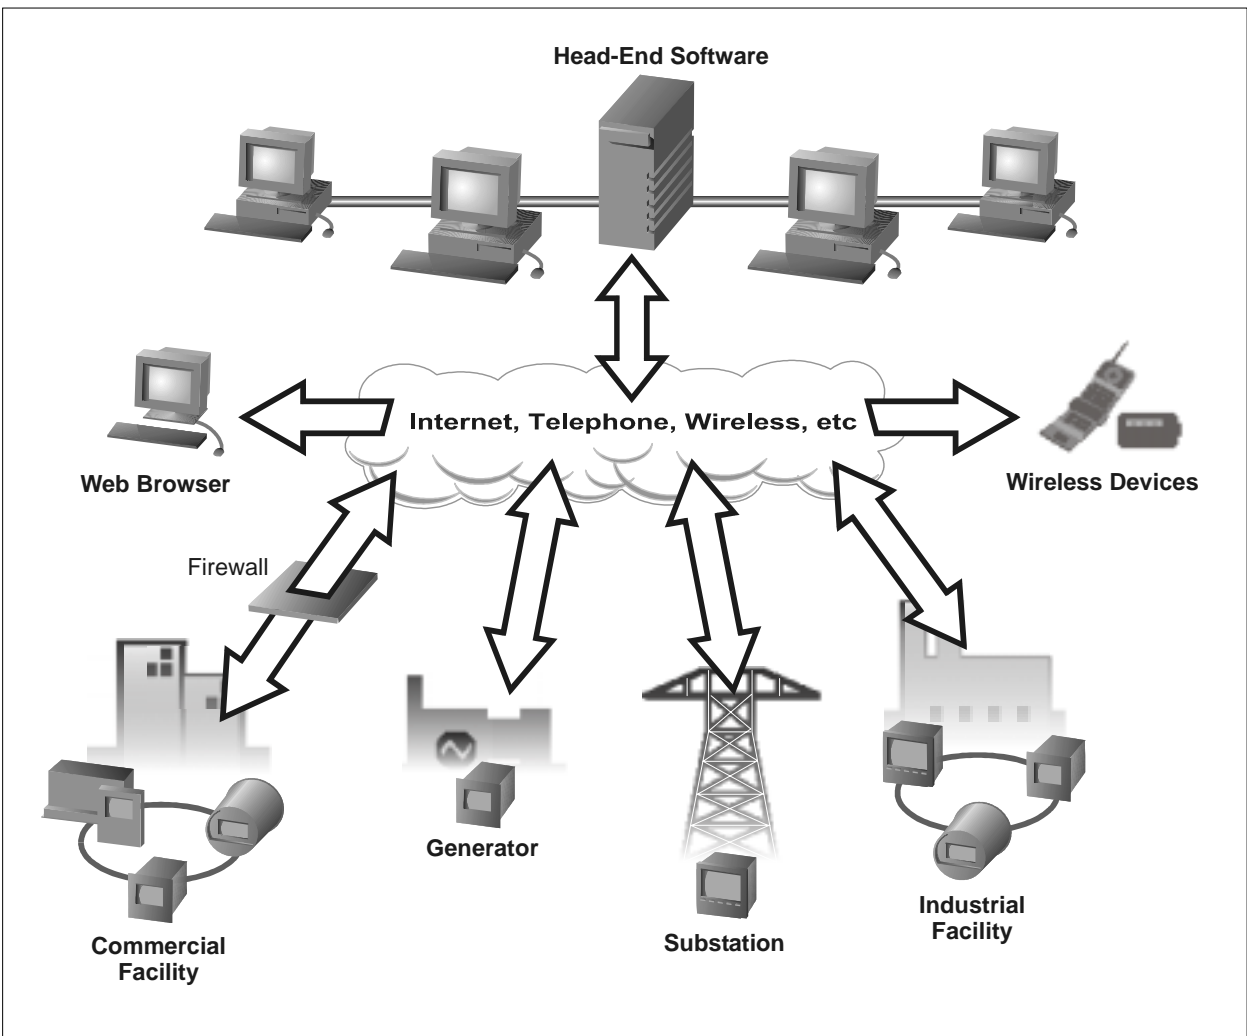 Head-End Software
Internet, Telephone, Wireless, etc
Web Browser
Wireless Devices
Firewall
Generator
Commercial
Facility
Substation
Industrial
Facility